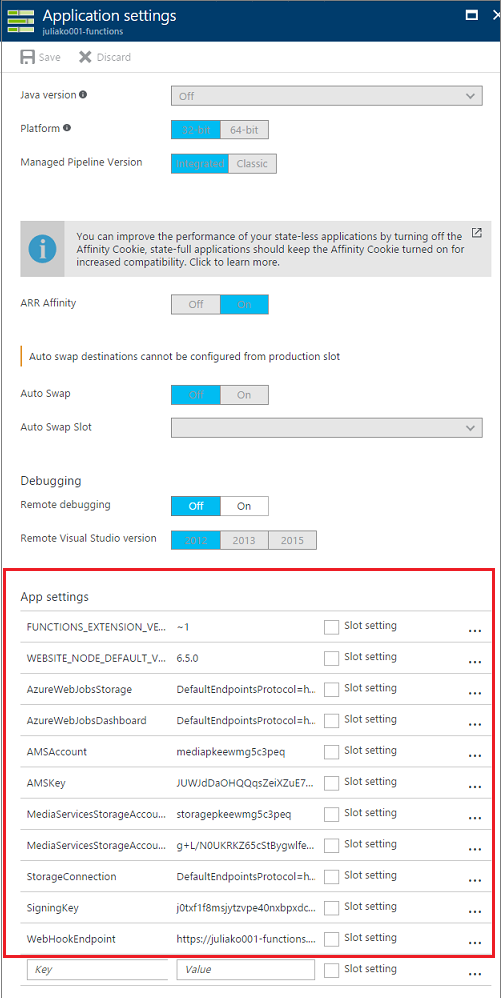 Application settings
juliako001-functions
Save Discard
Java version Off
Platform 32-bit 64-bit
Managed Pipeline Version Integrated Classic
You can improve the performance of your state-less applications by turning off the
Affinity Cookie, state-full applications should keep the Affinity Cookie turned on for
increased compatibility. Click to learn more.
ARR Affinity Off On
Auto swap destinations cannot be configured from production slot
Auto Swap Off On
Auto Swap Slot
Debugging
Remote debugging Off On
Remote Visual Studio version 2012 2013 2015
App settings
FUNCTIONS_EXTENSION_VE... ~1 Slot setting ...
WEBSITE_NODE_DEFAULT_V... 6.5.0 Slot setting ...
AzureWebJobsStorage DefaultEndpointsProtocol=h... Slot setting ...
AzureWebJobsDashboard DefaultEndpointsProtocol=h... Slot setting ...
AMSAccount mediapkeewmg5c3peq Slot setting ...
AMSKey JUWJdDaOHQQqsZeiXZuE7... Slot setting ...
MediaServicesStorageAccou... storagepkeewmg5c3peq Slot setting ...
MediaServicesStorageAccou... g+L/N0UKRKZ65cStBygwlfe... Slot setting ...
StorageConnection DefaultEndpointsProtocol=h... Slot setting ...
SigningKey j0txf1f8msjytzvpe40nxbpxdc... Slot setting ...
WebHookEndpoint https://juliako001-functions.... Slot setting ...
Key Value Slot setting ...